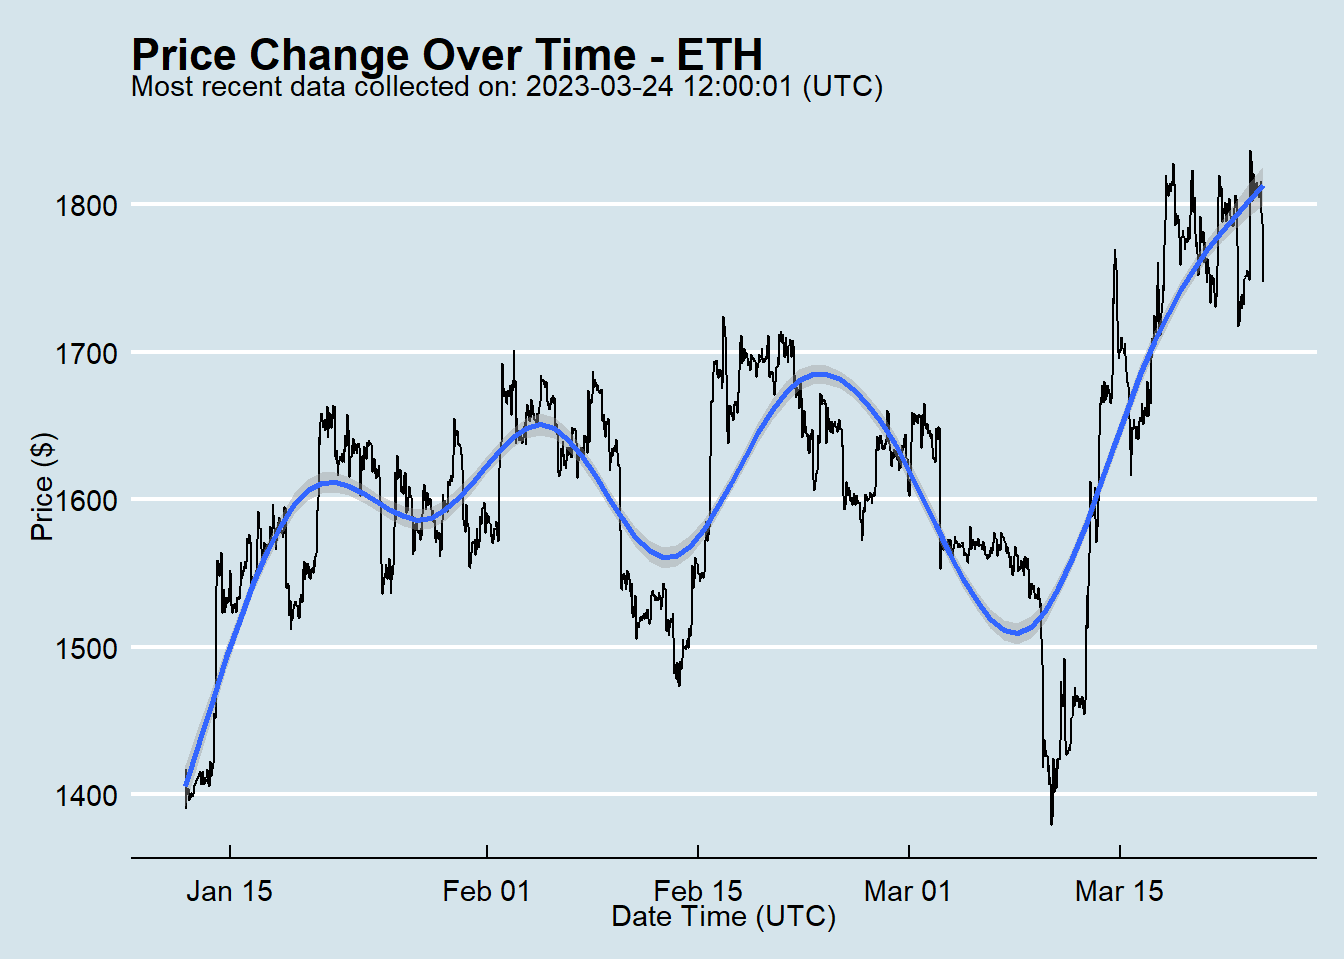 Price Change Over Time - ETH
Most recent data collected on: 2023-03-24 12:00:01 (UTC)
Price ($)
1800
1700
1600
1500
1400
Jan 15
Feb 01
Feb 15
Mar 01
Mar 15
Date Time (UTC)